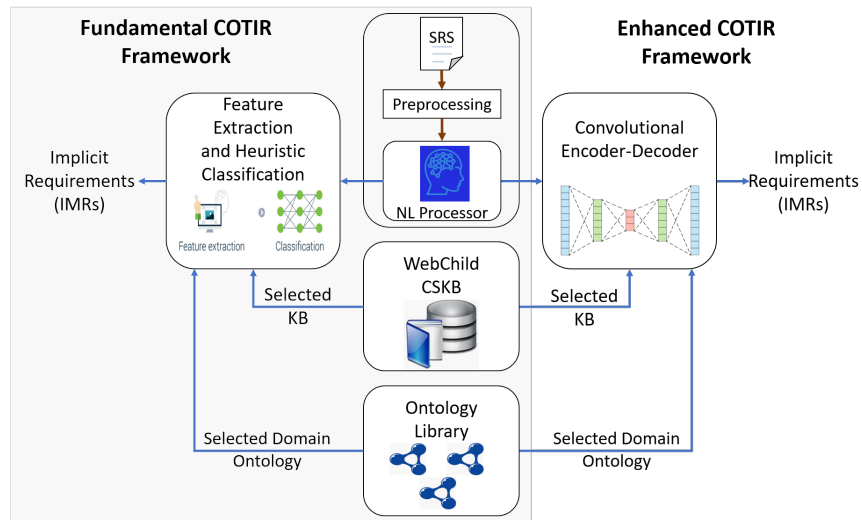 Fundamental COTIR
Framework
SRS
Enhanced COTIR
Framework
Preprocessing
Feature
Extraction
and Heuristic
Classification
Feature extraction
Classification
Implicit
Requirements
(IMRs)
NL Processor
Convolutional
Encoder-Decoder
Implicit
Requirements
(IMRs)
WebChild
CSKB
Selected
KB
Selected
KB
Ontology
Library
Selected Domain
Ontology
Selected Domain
Ontology